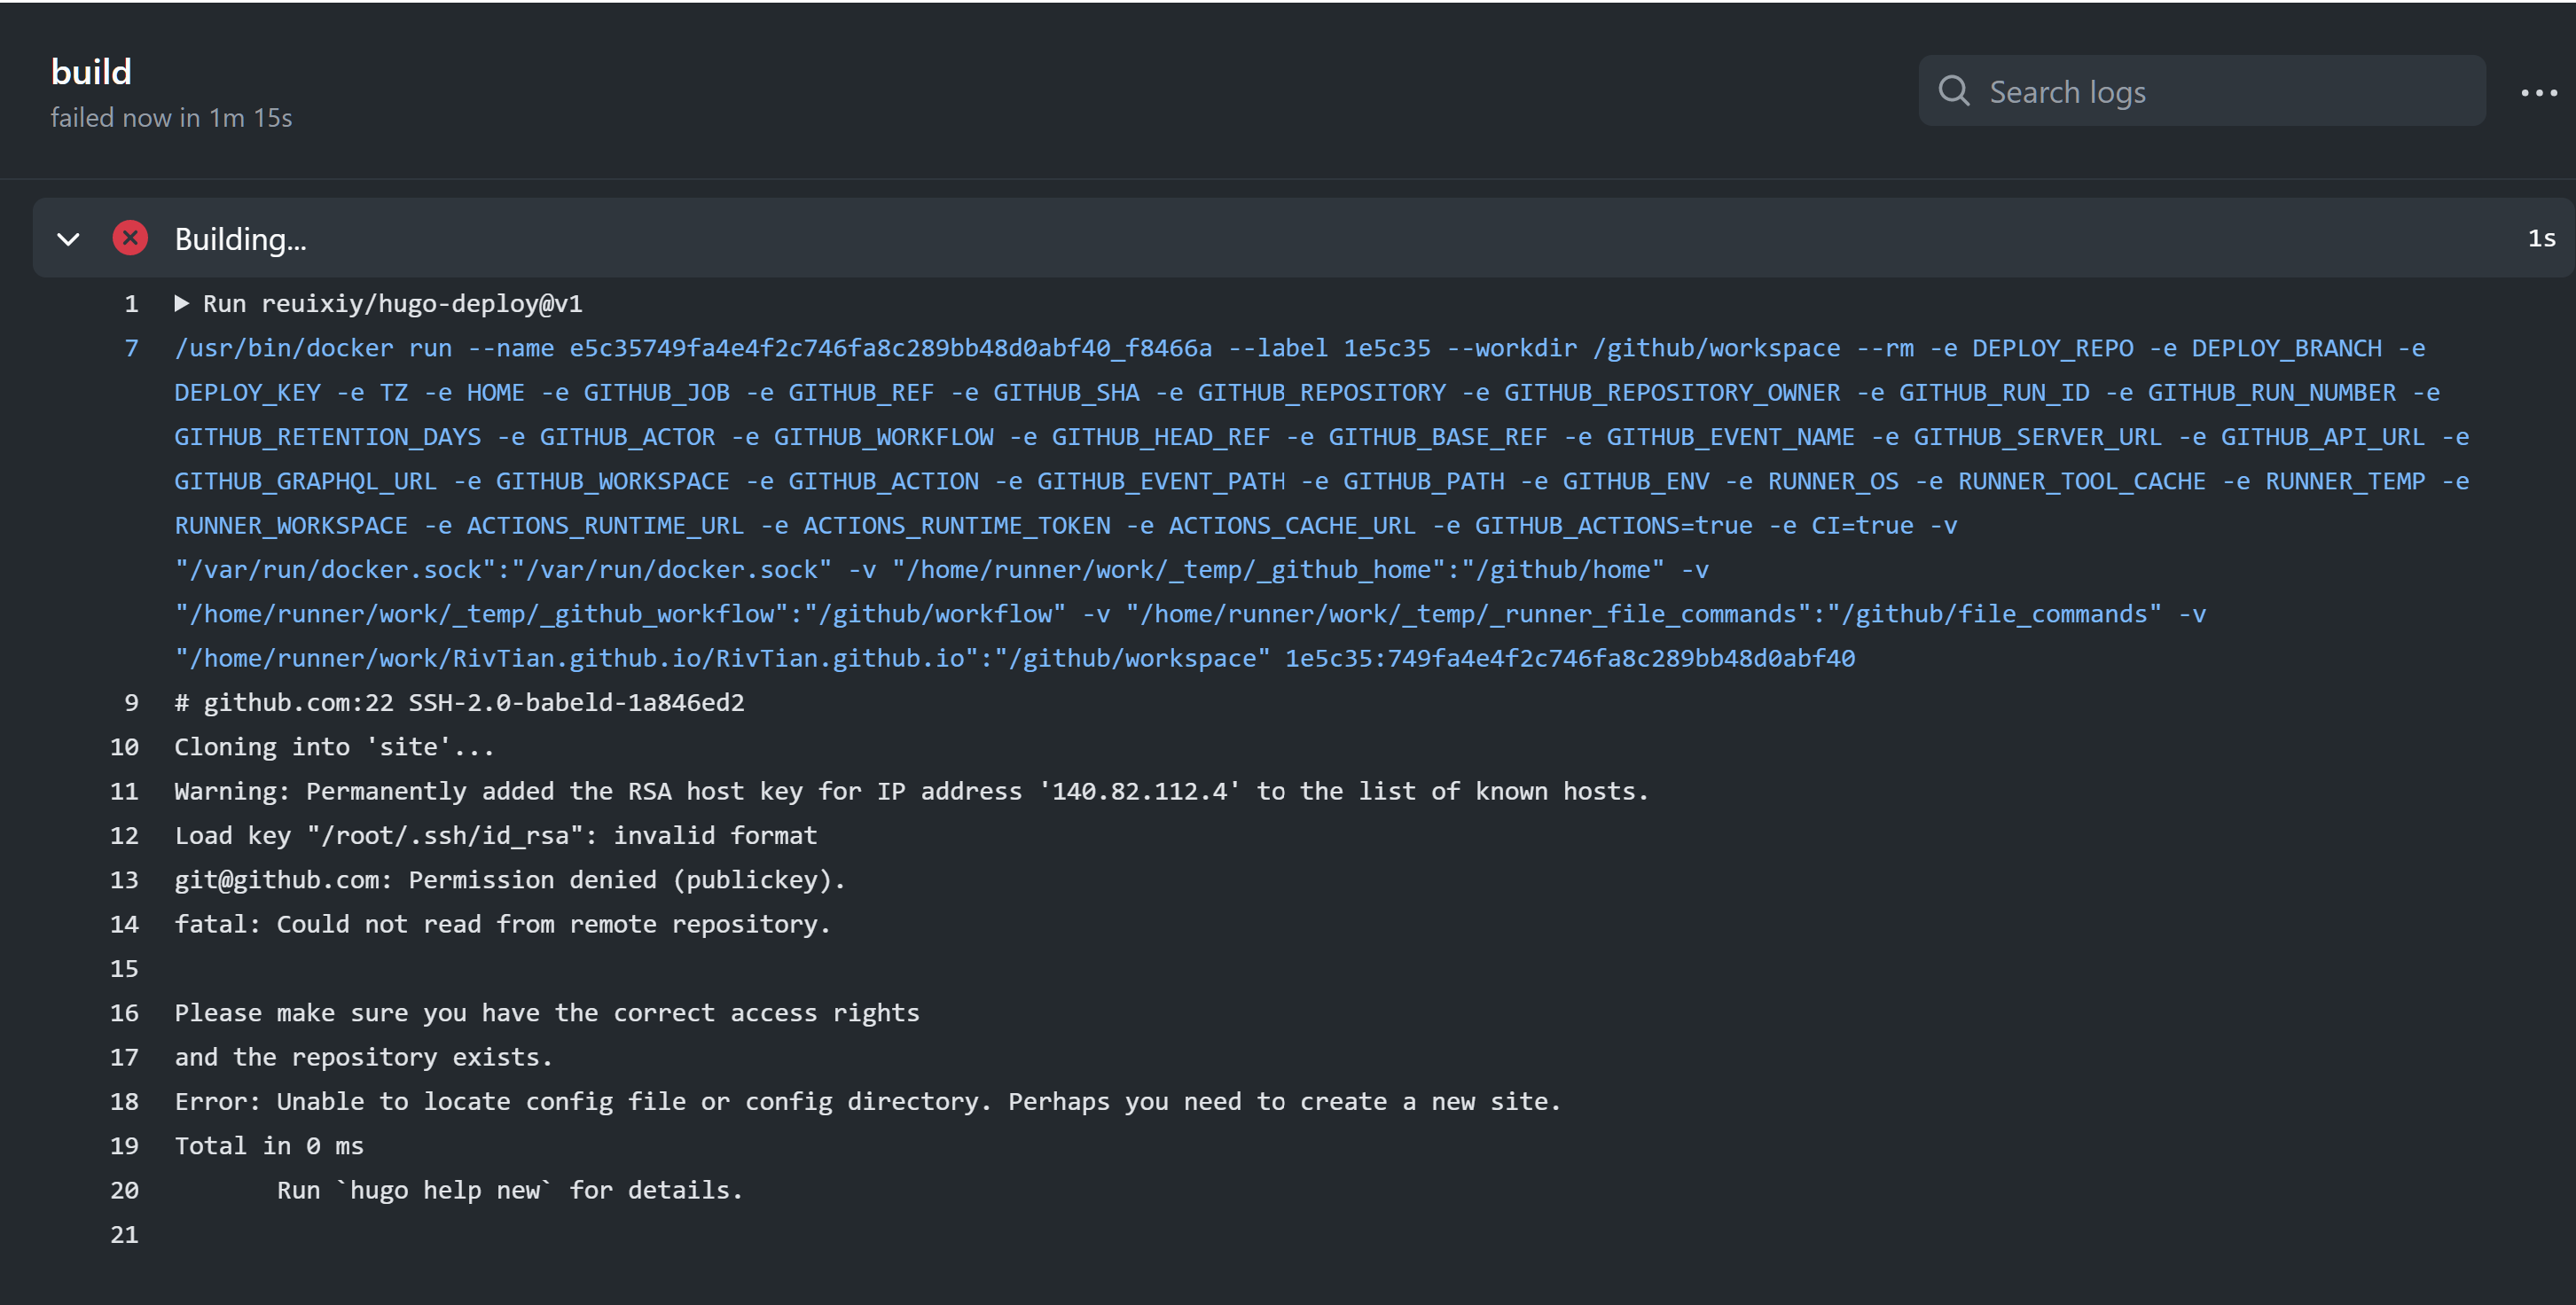 build
failed now in 1m 15s
Search logs
Building...
1s
1 Run reuixiy/hugo-deploy@v1
7 /usr/bin/docker run --name e5c35749fa4e4f2c746fa8c289bb48d0abf40_f8466a --label 1e5c35 --workdir /github/workspace --rm -e DEPLOY_REPO -e DEPLOY_BRANCH -e
DEPLOY_KEY -e TZ -e HOME -e GITHUB_JOB -e GITHUB_REF -e GITHUB_SHA -e GITHUB_REPOSITORY -e GITHUB_REPOSITORY_OWNER -e GITHUB_RUN_ID -e GITHUB_RUN_NUMBER -e
GITHUB_RETENTION_DAYS -e GITHUB_ACTOR -e GITHUB_WORKFLOW -e GITHUB_HEAD_REF -e GITHUB_BASE_REF -e GITHUB_EVENT_NAME -e GITHUB_SERVER_URL -e GITHUB_API_URL -e
GITHUB_GRAPHQL_URL -e GITHUB_WORKSPACE -e GITHUB_ACTION -e GITHUB_EVENT_PATH -e GITHUB_PATH -e GITHUB_ENV -e RUNNER_OS -e RUNNER_TOOL_CACHE -e RUNNER_TEMP -e
RUNNER_WORKSPACE -e ACTIONS_RUNTIME_URL -e ACTIONS_RUNTIME_TOKEN -e ACTIONS_CACHE_URL -e GITHUB_ACTIONS=true -e CI=true -v
"/var/run/docker.sock":"/var/run/docker.sock" -v "/home/runner/work/_temp/_github_home":"/github/home" -v
"/home/runner/work/_temp/_github_workflow":"/github/workflow" -v "/home/runner/work/_temp/_runner_file_commands":"/github/file_commands" -v
"/home/runner/work/RivTian.github.io/RivTian.github.io":"/github/workspace" 1e5c35:749fa4e4f2c746fa8c289bb48d0abf40
9 # github.com:22 SSH-2.0-babeld-1a846ed2
10 Cloning into 'site'...
11 Warning: Permanently added the RSA host key for IP address '140.82.112.4' to the list of known hosts.
12 Load key "/root/.ssh/id_rsa": invalid format
13 git@github.com: Permission denied (publickey).
14 fatal: Could not read from remote repository.
15
16 Please make sure you have the correct access rights
17 and the repository exists.
18 Error: Unable to locate config file or config directory. Perhaps you need to create a new site.
19 Total in 0 ms
20 Run `hugo help new` for details.
21